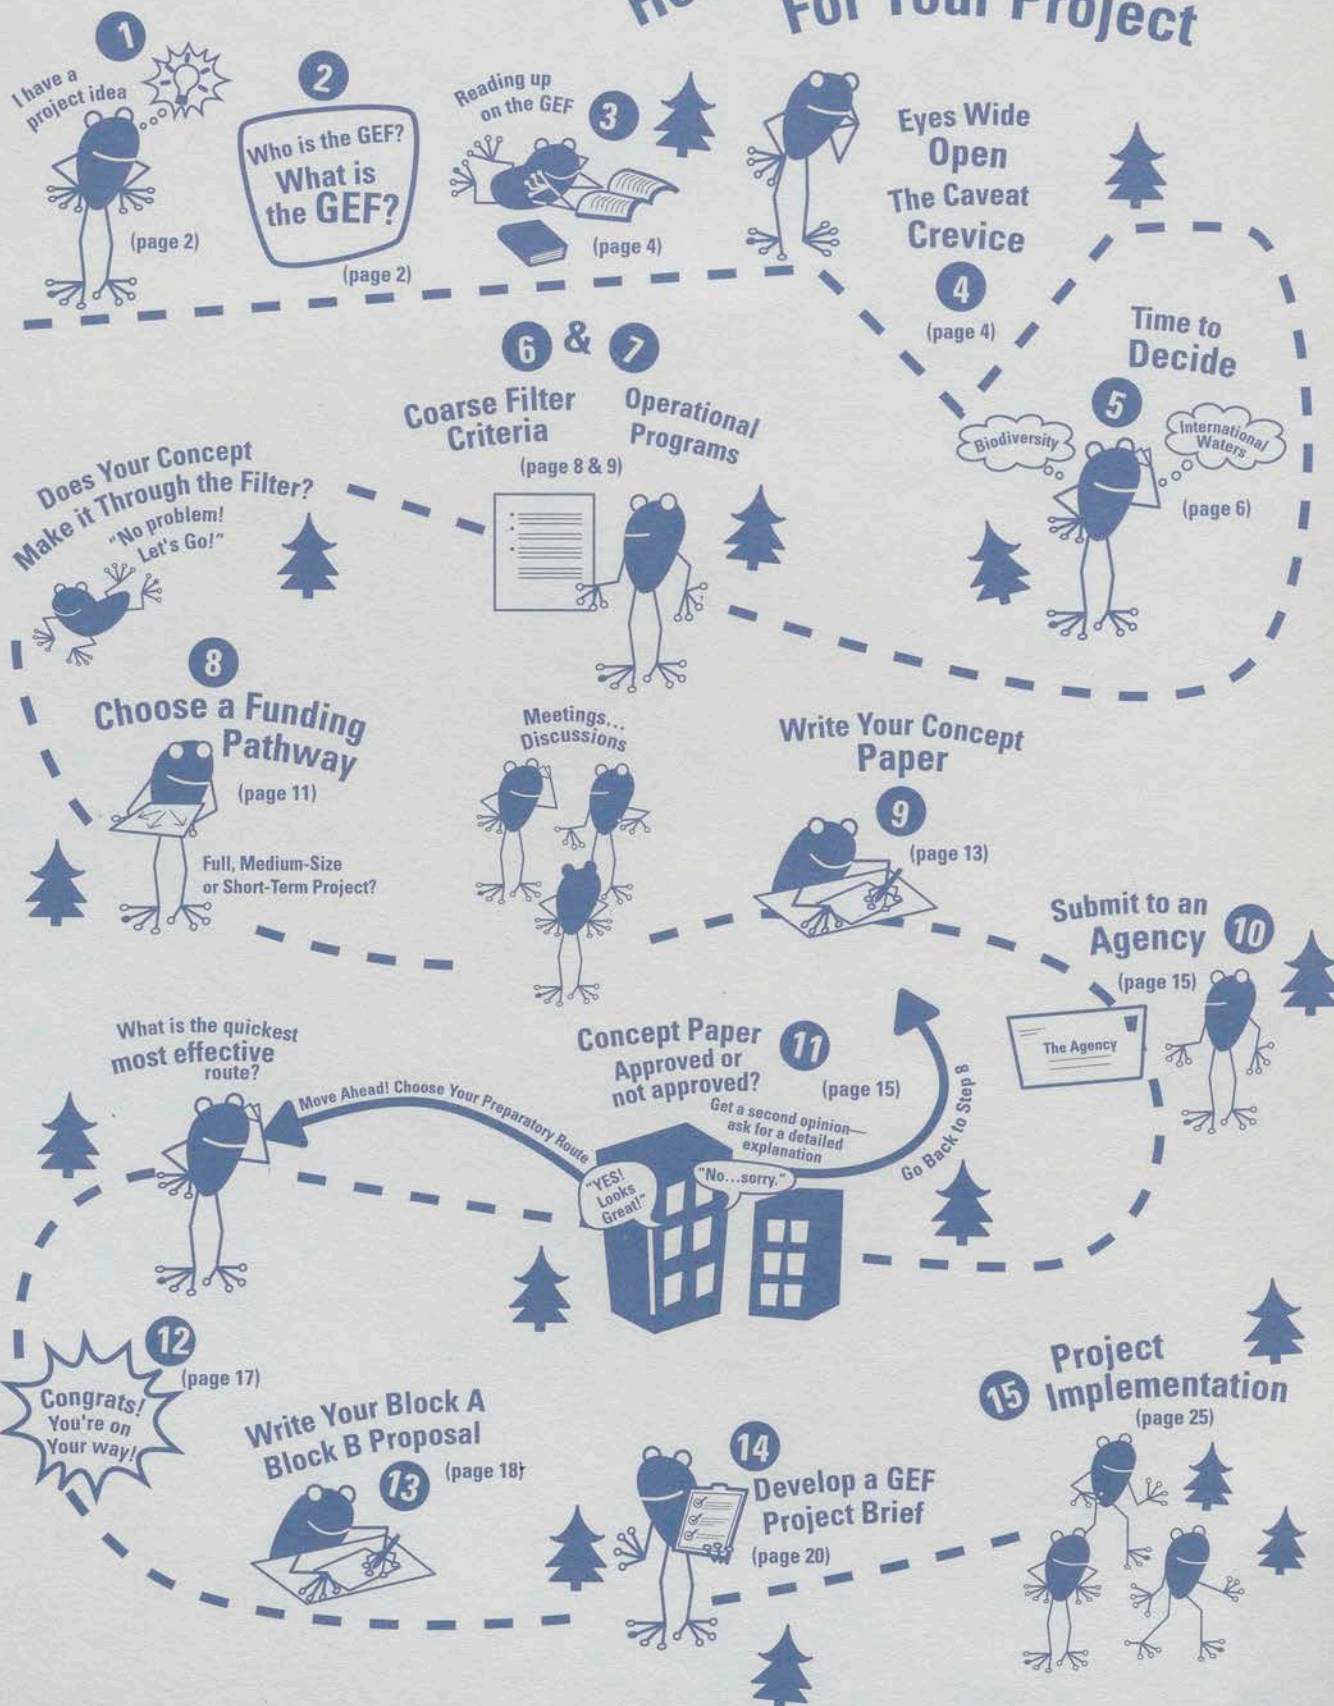 For Your Project
1
I have a
project idea
(page 2)
2
Who is the GEF?
What is
the GEF?
(page 2)
Reading up
on the GEF
3
(page 4)
Eyes Wide
Open
The Caveat
Crevice
4
(page 4)
Time to
Decide
5
Biodiversity
International
Waters
(page 6)
6 & 7
Coarse Filter
Criteria
Operational
Programs
(page 8 & 9)
Does Your Concept
Make it Through the Filter?
"No problem!
Let's Go!"
8
Choose a Funding
Pathway
(page 11)
Full, Medium-Size
or Short-Term Project?
Meetings...
Discussions
Write Your Concept
Paper
9
(page 13)
Submit to an
Agency
10
(page 15)
The Agency
Concept Paper
Approved or
not approved?
11
(page 15)
Get a second opinion—
ask for a detailed
explanation
Go Back to Step 8
"YES!
Looks
Great!"
"No...sorry."
Move Ahead! Choose Your Preparatory Route
What is the quickest
most effective
route?
12
(page 17)
Congrats!
You're on
Your way!
Write Your Block A
Block B Proposal
13
(page 18)
14
Develop a GEF
Project Brief
(page 20)
15
Project
Implementation
(page 25)